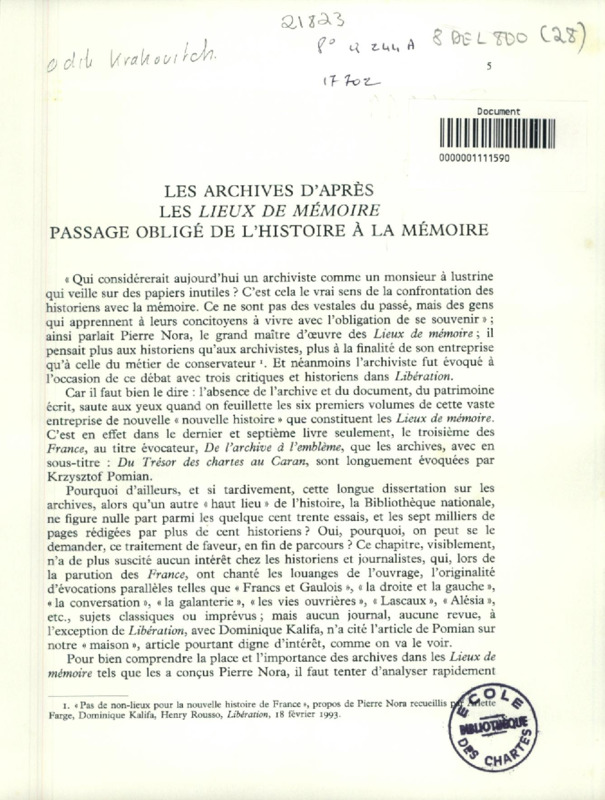 21823
Odile Krakovitch.
P° R 244 A
8 DEL 800 (28)
17 702
5
Document
0000001111590
LES ARCHIVES D'APRÈS
LES LIEUX DE MÉMOIRE
PASSAGE OBLIGÉ DE L'HISTOIRE À LA MÉMOIRE
« Qui considérerait aujourd'hui un archiviste comme un monsieur à lustrine
qui veille sur des papiers inutiles ? C'est cela le vrai sens de la confrontation des
historiens avec la mémoire. Ce ne sont pas des vestales du passé, mais des gens
qui apprennent à leurs concitoyens à vivre avec l'obligation de se souvenir » ;
ainsi parlait Pierre Nora, le grand maître d'œuvre des Lieux de mémoire ; il
pensait plus aux historiens qu'aux archivistes, plus à la finalité de son entreprise
qu'à celle du métier de conservateur ¹. Et néanmoins l'archiviste fut évoqué à
l'occasion de ce débat avec trois critiques et historiens dans Libération.
Car il faut bien le dire : l'absence de l'archive et du document, du patrimoine
écrit, saute aux yeux quand on feuillette les six premiers volumes de cette vaste
entreprise de nouvelle « nouvelle histoire » que constituent les Lieux de mémoire.
C'est en effet dans le dernier et septième livre seulement, le troisième des
France, au titre évocateur, De l'archive à l'emblème, que les archives, avec en
sous-titre : Du Trésor des chartes au Caran, sont longuement évoquées par
Krzysztof Pomian.
Pourquoi d'ailleurs, et si tardivement, cette longue dissertation sur les
archives, alors qu'un autre « haut lieu » de l'histoire, la Bibliothèque nationale,
ne figure nulle part parmi les quelque cent trente essais, et les sept milliers de
pages rédigées par plus de cent historiens ? Oui, pourquoi, on peut se le
demander, ce traitement de faveur, en fin de parcours ? Ce chapitre, visiblement,
n'a de plus suscité aucun intérêt chez les historiens et journalistes, qui, lors de
la parution des France, ont chanté les louanges de l'ouvrage, l'originalité
d'évocations parallèles telles que « Francs et Gaulois », « la droite et la gauche »,
« la conversation », « la galanterie », « les vies ouvrières », « Lascaux », « Alésia »,
etc., sujets classiques ou imprévus ; mais aucun journal, aucune revue, à
l'exception de Libération, avec Dominique Kalifa, n'a cité l'article de Pomian sur
notre « maison », article pourtant digne d'intérêt, comme on va le voir.
Pour bien comprendre la place et l'importance des archives dans les Lieux de
mémoire tels que les a conçus Pierre Nora, il faut tenter d'analyser rapidement
1. « Pas de non-lieux pour la nouvelle histoire de France », propos de Pierre Nora recueillis par Arlette
Farge, Dominique Kalifa, Henry Rousso, Libération, 18 février 1993.
ECOLE
BIBLIOTHÈQUE
DES CHARTES